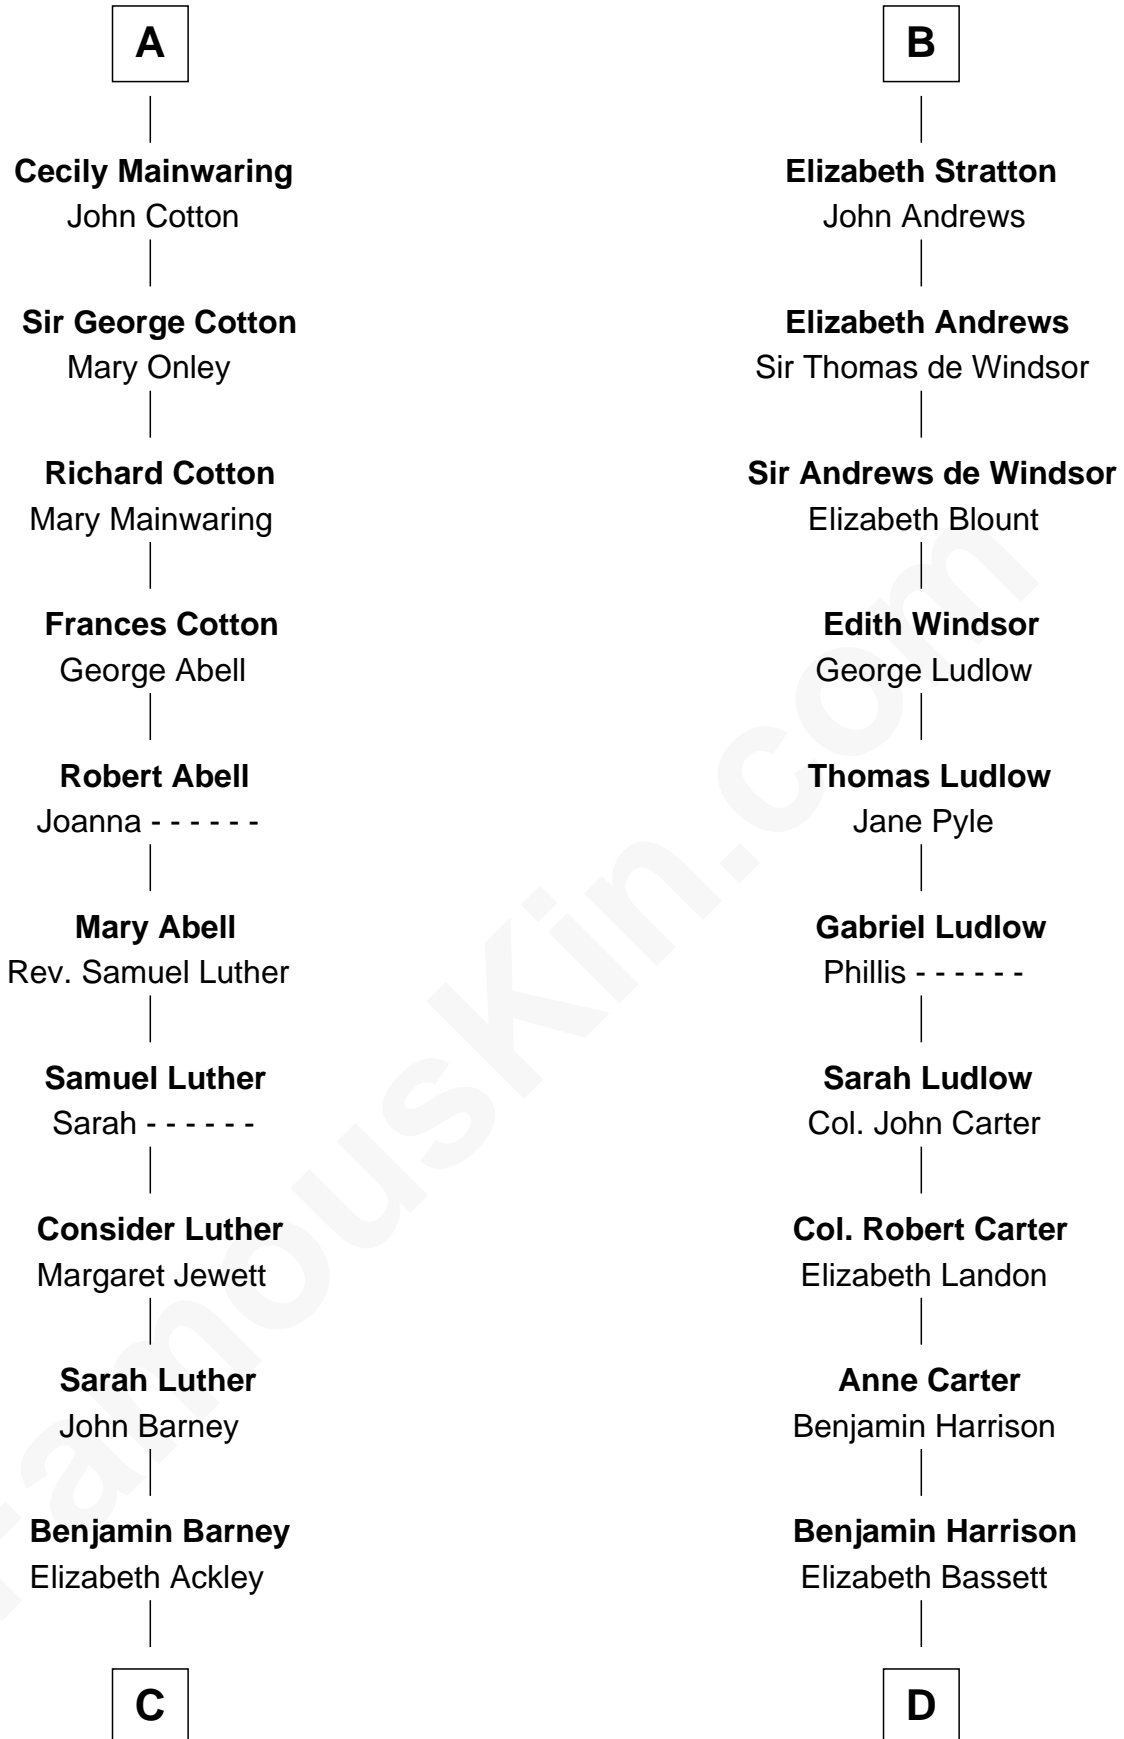 A
Cecily Mainwaring
John Cotton
Sir George Cotton
Mary Onley
Richard Cotton
Mary Mainwaring
Frances Cotton
George Abell
Robert Abell
Joanna - - - - - -
Mary Abell
Rev. Samuel Luther
Samuel Luther
Sarah - - - - - -
Consider Luther
Margaret Jewett
Sarah Luther
John Barney
Benjamin Barney
Elizabeth Ackley
C
B
Elizabeth Stratton
John Andrews
Elizabeth Andrews
Sir Thomas de Windsor
Sir Andrews de Windsor
Elizabeth Blount
Edith Windsor
George Ludlow
Thomas Ludlow
Jane Pyle
Gabriel Ludlow
Phillis - - - - - -
Sarah Ludlow
Col. John Carter
Col. Robert Carter
Elizabeth Landon
Anne Carter
Benjamin Harrison
Benjamin Harrison
Elizabeth Bassett
D
FamousKin.com